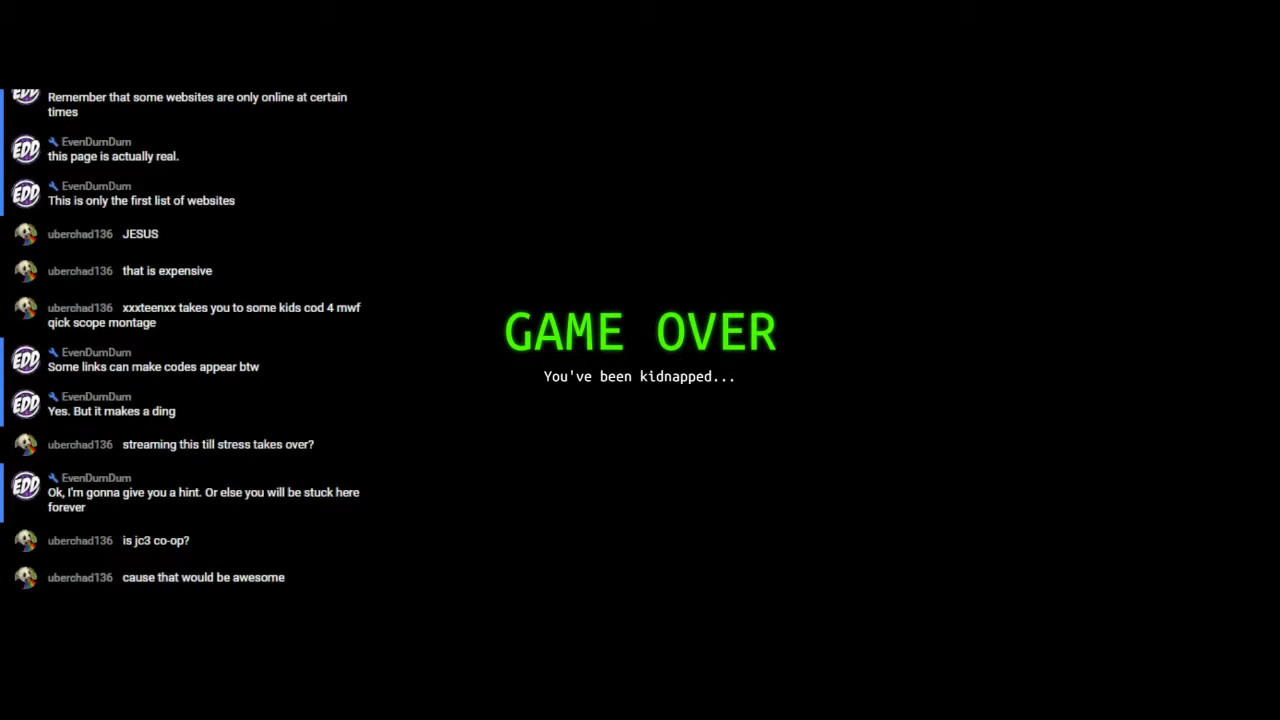 Remember that some websites are only online at certain
times
EDD
EvenDumDum
this page is actually real.
EDD
EvenDumDum
This is only the first list of websites
uberchad136 JESUS
uberchad136 that is expensive
uberchad136 xxxteenxx takes you to some kids cod 4 mwf
qick scope montage
EDD
EvenDumDum
Some links can make codes appear btw
EDD
EvenDumDum
Yes. But it makes a ding
uberchad136 streaming this till stress takes over?
EDD
EvenDumDum
Ok, I'm gonna give you a hint. Or else you will be stuck here
forever
uberchad136 is jc3 co-op?
uberchad136 cause that would be awesome
GAME OVER
You've been kidnapped...